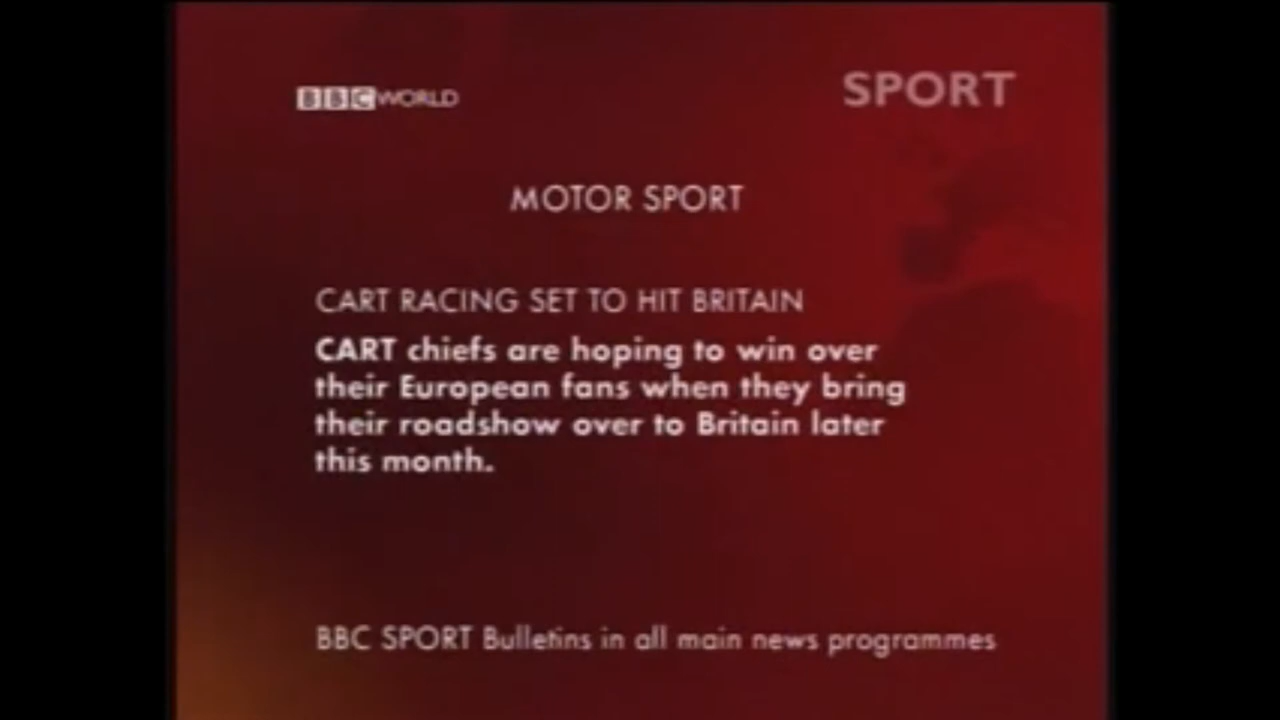 BBC WORLD
SPORT
MOTOR SPORT
CART RACING SET TO HIT BRITAIN
CART chiefs are hoping to win over
their European fans when they bring
their roadshow over to Britain later
this month.
BBC SPORT Bulletins in all main news programmes